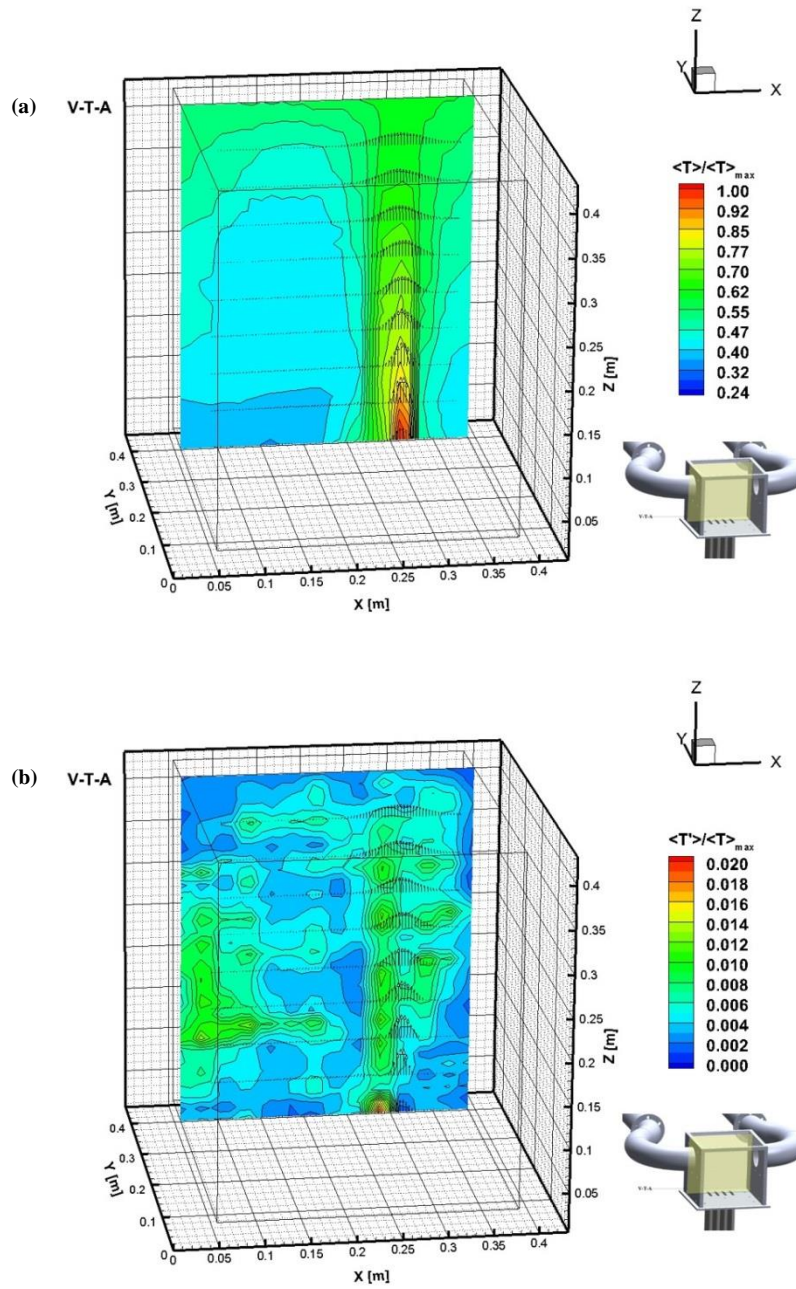 Z
Y
X
(a)
V-T-A
<T>/<T>max
1.00
0.92
0.85
0.77
0.70
0.62
0.55
0.47
0.40
0.32
0.24
0.4
0.35
0.3
0.25
0.2
0.15
0.1
0.05
Z [m]
0.4
0.3
0.2
0.1
Y [m]
0 0.05 0.1 0.15 0.2 0.25 0.3 0.35 0.4
X [m]
V-T-A
Z
Y
X
(b)
V-T-A
<T'>/<T>max
0.020
0.018
0.016
0.014
0.012
0.010
0.008
0.006
0.004
0.002
0.000
0.4
0.35
0.3
0.25
0.2
0.15
0.1
0.05
Z [m]
0.4
0.3
0.2
0.1
Y [m]
0 0.05 0.1 0.15 0.2 0.25 0.3 0.35 0.4
X [m]
V-T-A